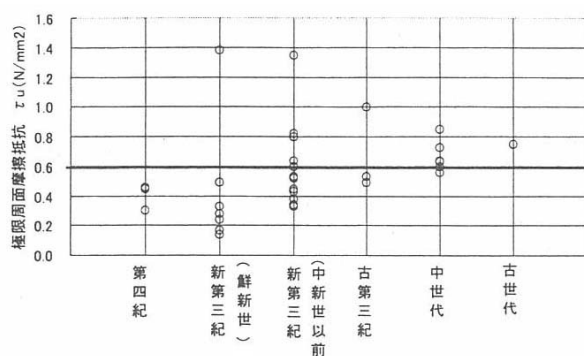 極限周面摩擦抵抗 τu(N/mm2)
1.6
1.4
1.2
1.0
0.8
0.6
0.4
0.2
0.0
第四紀
新第三紀
(鮮新世)
新第三紀
(中新世以前
古第三紀
中世代
古世代